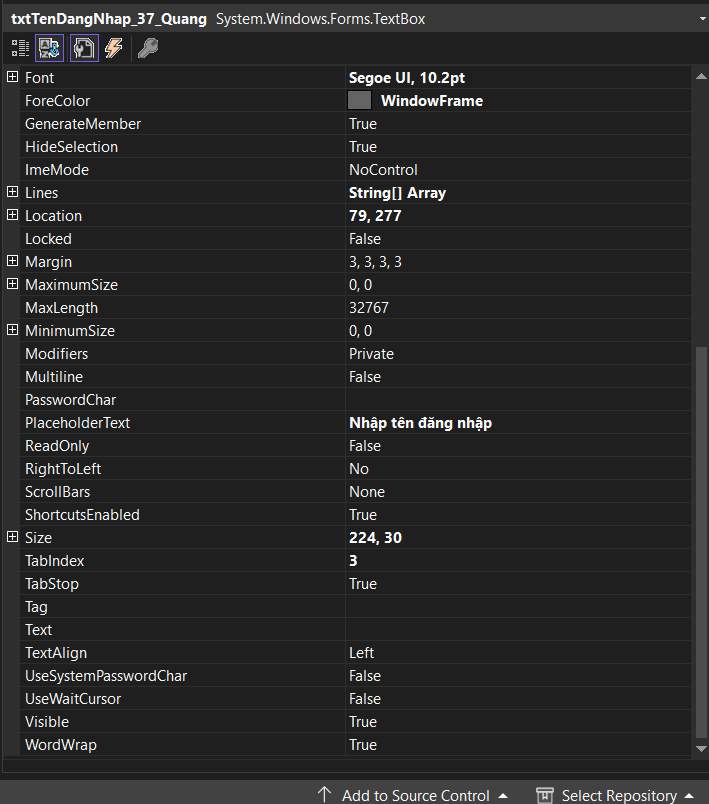 txtTenDangNhap_37_Quang System.Windows.Forms.TextBox
Font Segoe UI, 10.2pt
ForeColor WindowFrame
GenerateMember True
HideSelection True
ImeMode NoControl
Lines String[] Array
Location 79, 277
Locked False
Margin 3, 3, 3, 3
MaximumSize 0, 0
MaxLength 32767
MinimumSize 0, 0
Modifiers Private
Multiline False
PasswordChar
PlaceholderText Nhập tên đăng nhập
ReadOnly False
RightToLeft No
ScrollBars None
ShortcutsEnabled True
Size 224, 30
TabIndex 3
TabStop True
Tag
Text
TextAlign Left
UseSystemPasswordChar False
UseWaitCursor False
Visible True
WordWrap True
Add to Source Control Select Repository